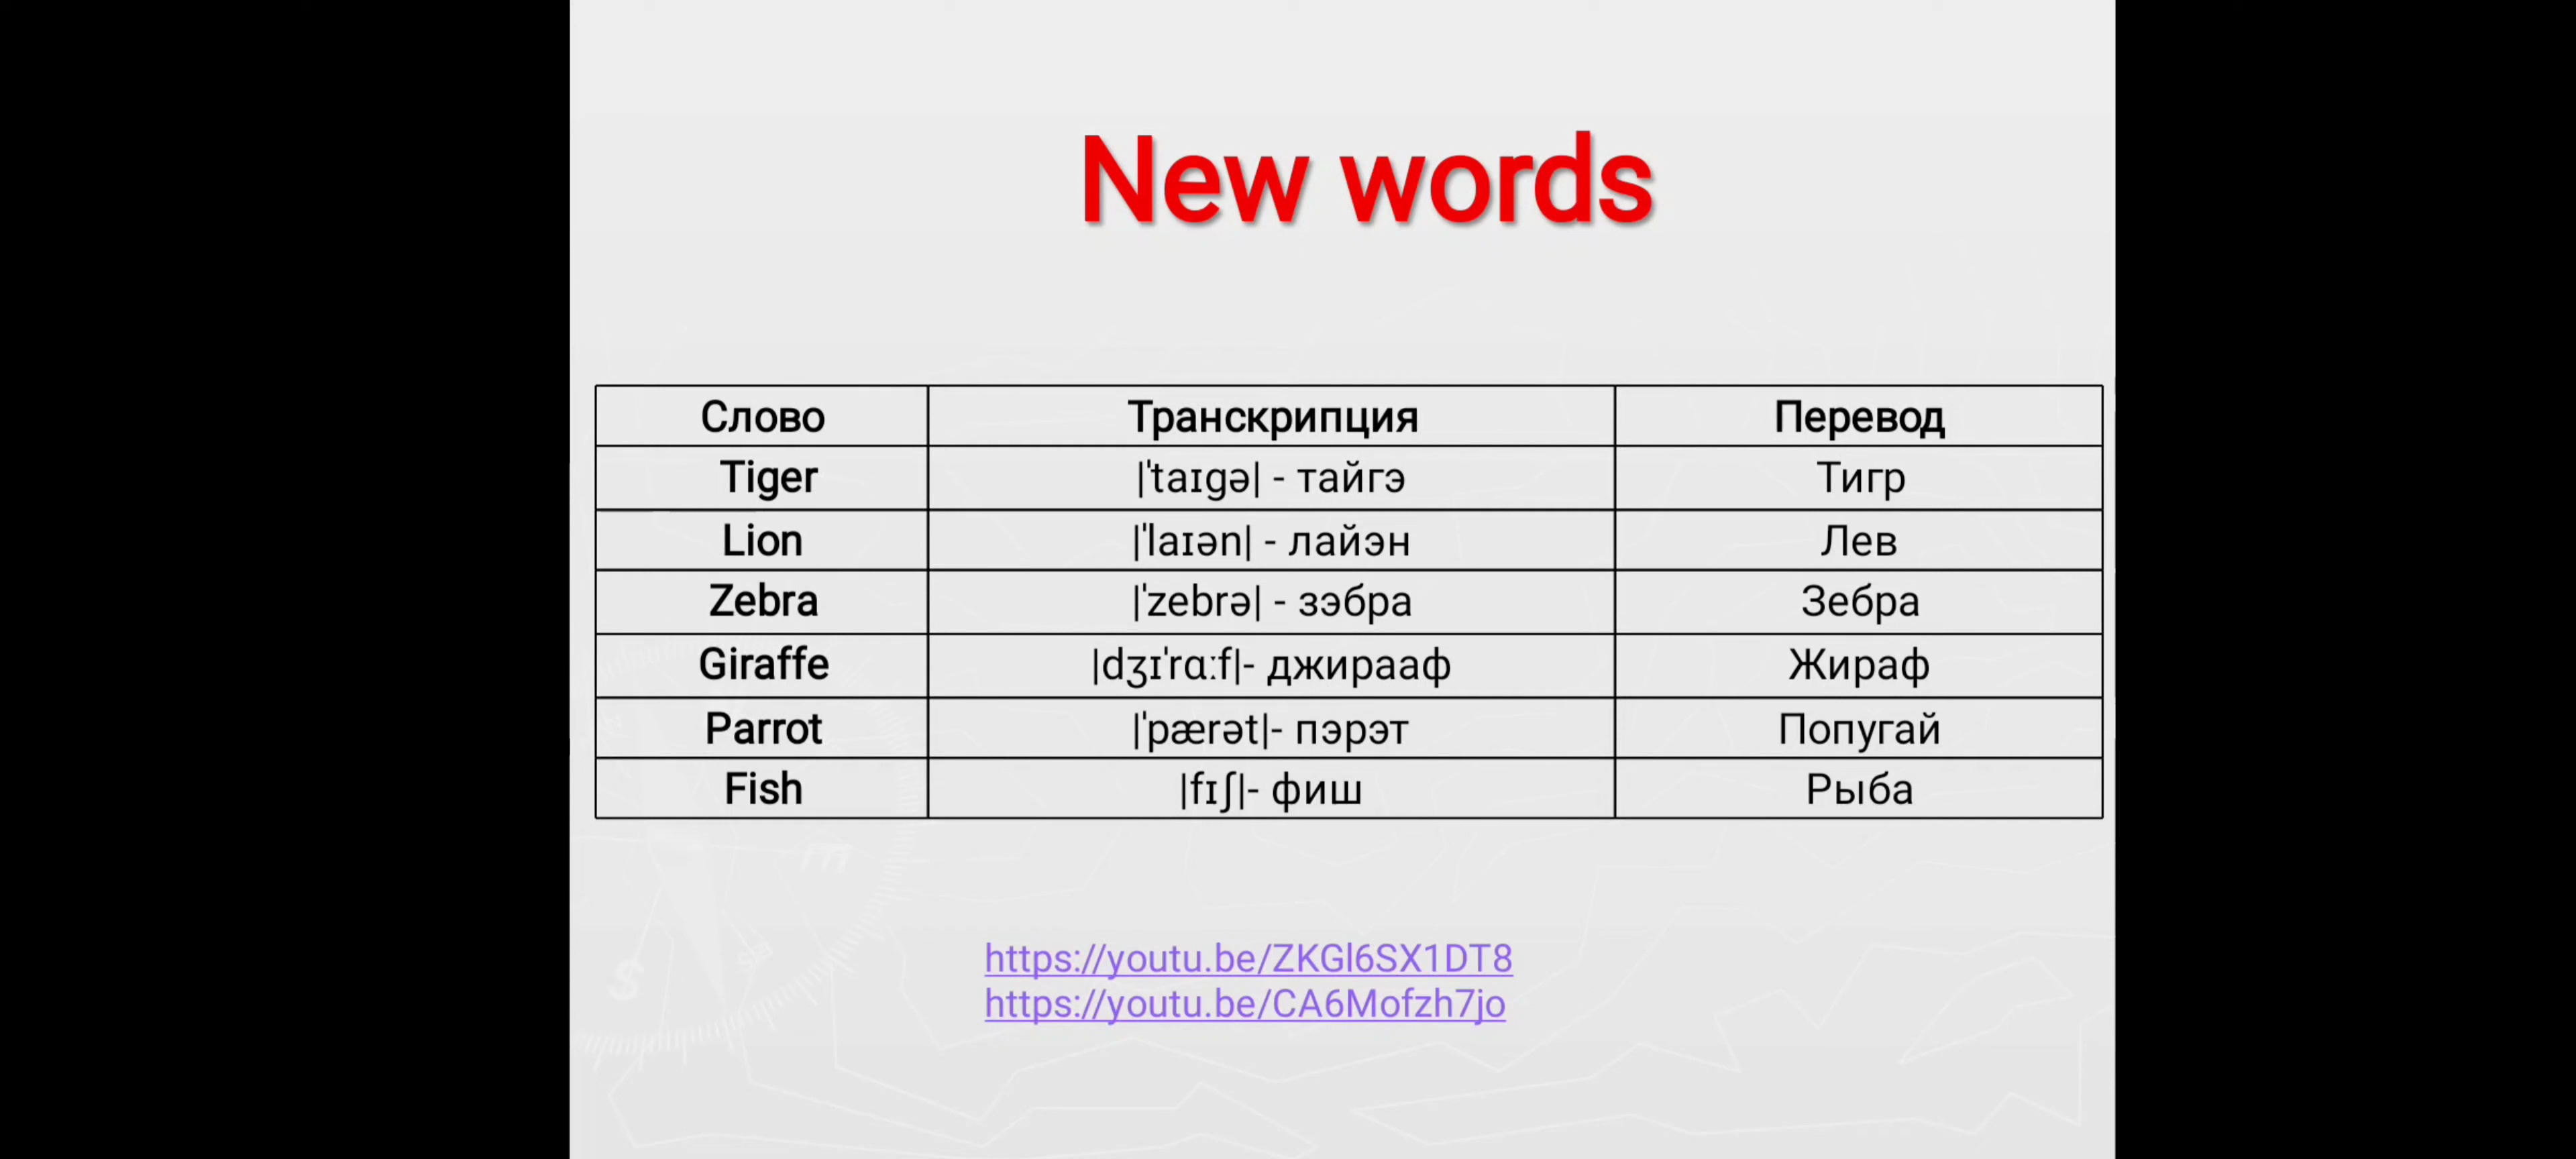 New words
Слово Транскрипция Перевод
Tiger |ˈtaɪɡə| - тайгэ Тигр
Lion |ˈlaɪən| - лайэн Лев
Zebra |ˈzebrə| - зэбра Зебра
Giraffe |dʒɪˈrɑːf|- джирааф Жираф
Parrot |ˈpærət|- пэрэт Попугай
Fish |fɪʃ|- фиш Рыба
https://youtu.be/ZKGl6SX1DT8
https://youtu.be/CA6Mofzh7jo